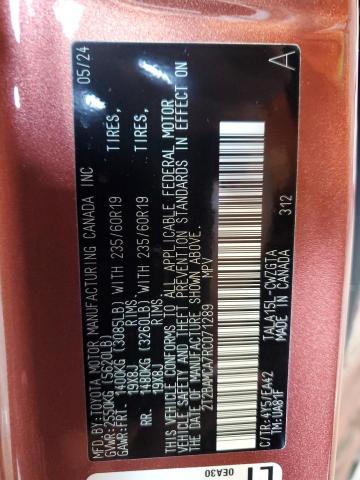 MFD. BY: TOYOTA MOTOR MANUFACTURING CANADA INC
05/24
GVWR: 2550KG (5620LB)
GAWR: FRT. 1400KG (3085LB) WITH 235/60R19 TIRES,
19X8J RIMS,
RR. 1480KG (3260LB) WITH 235/60R19 TIRES,
19X8J RIMS,
THIS VEHICLE CONFORMS TO ALL APPLICABLE FEDERAL MOTOR
VEHICLE SAFETY AND THEFT PREVENTION STANDARDS IN EFFECT ON
THE DATE OF MANUFACTURE SHOWN ABOVE.
MPV
C/TR: 4Y5/EA42
TALA15L-CWZGTA
TM: UA81F
MADE IN CANADA
312
A
0EA30